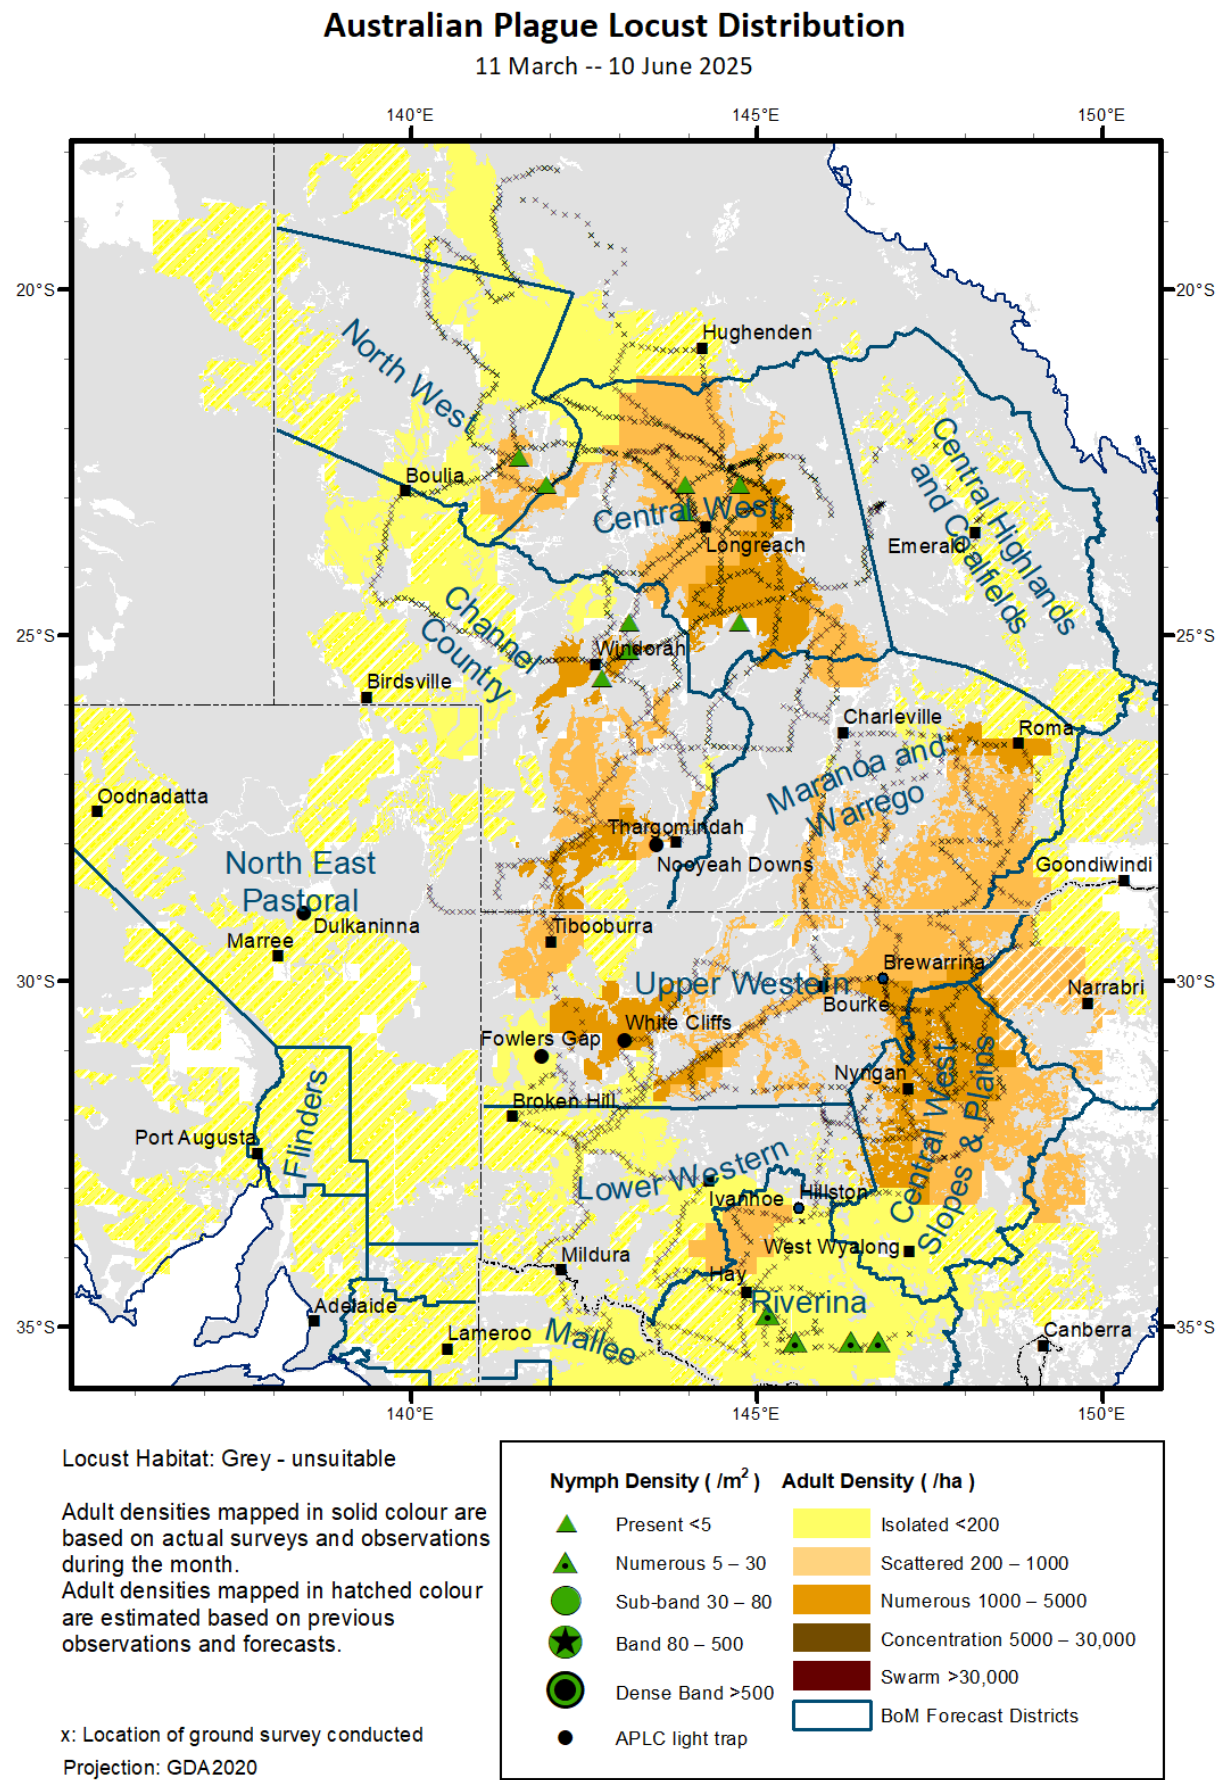 Australian Plague Locust Distribution
11 March -- 10 June 2025
140°E
145°E
150°E
20°S
20°S
Hughenden
North West
Boulia
Central Highlands
and Coalfields
Central West
Longreach
Emerald
25°S
25°S
Channel
Country
Windorah
Birdsville
Charleville
Roma
Maranoa and
Warrego
Oodnadatta
Thargomindah
Nooyeah Downs
Goondiwindi
North East
Pastoral
Dulkaninna
Marree
Tibooburra
Brewarrina
30°S
30°S
Upper Western
Bourke
Narrabri
White Cliffs
Fowlers Gap
Nyngan
Central West
Slopes & Plains
Broken Hill
Port Augusta
Flinders
Lower Western
Ivanhoe
Hillston
West Wyalong
Mildura
Hay
Riverina
Adelaide
35°S
35°S
Lameroo
Mallee
Canberra
140°E
145°E
150°E
Locust Habitat: Grey - unsuitable
Adult densities mapped in solid colour are
based on actual surveys and observations
during the month.
Adult densities mapped in hatched colour
are estimated based on previous
observations and forecasts.
x: Location of ground survey conducted
Projection: GDA2020
Nymph Density ( /m² )
Present <5
Numerous 5 – 30
Sub-band 30 – 80
Band 80 – 500
Dense Band >500
APLC light trap
Adult Density ( /ha )
Isolated <200
Scattered 200 – 1000
Numerous 1000 – 5000
Concentration 5000 – 30,000
Swarm >30,000
BoM Forecast Districts